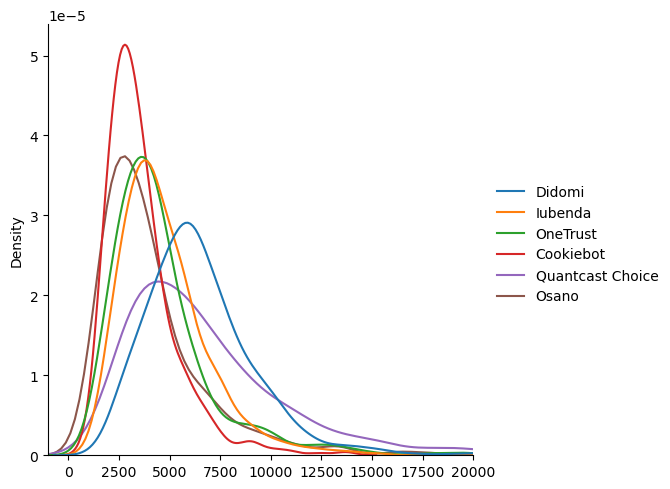 1e−5
5
4
3
2
1
0
Density
0 2500 5000 7500 10000 12500 15000 17500 20000
Didomi
Iubenda
OneTrust
Cookiebot
Quantcast Choice
Osano